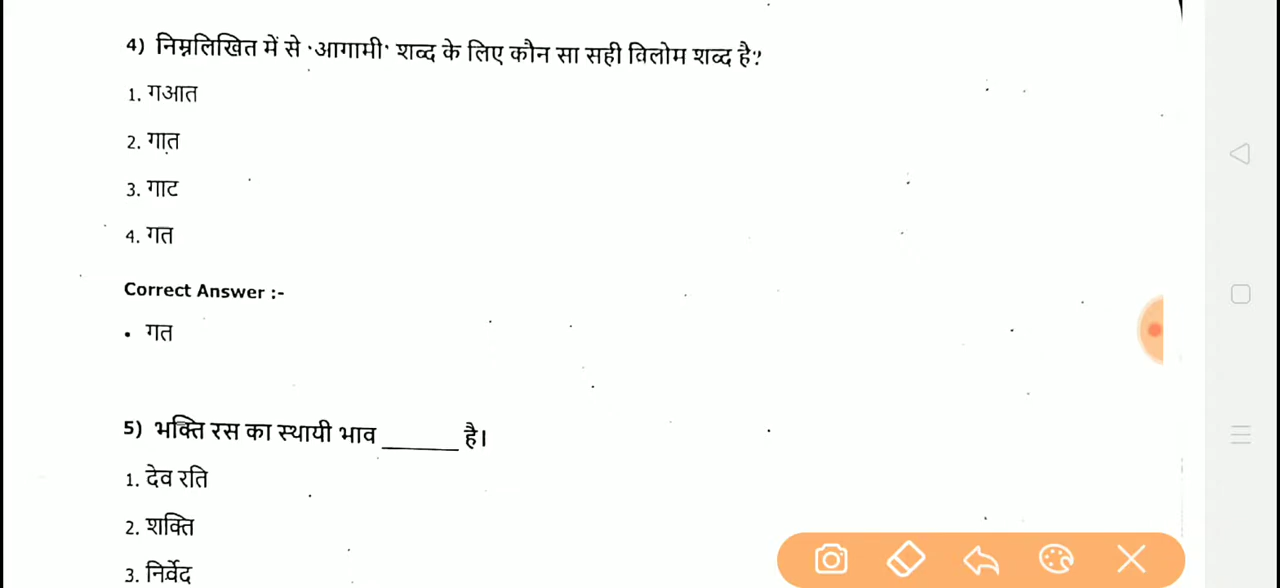 4) निम्नलिखित में से 'आगामी' शब्द के लिए कौन सा सही विलोम शब्द है?
1. गआत
2. गात
3. गाट
4. गत
Correct Answer :-
• गत
5) भक्ति रस का स्थायी भाव ______ है।
1. देव रति
2. शक्ति
3. निर्वेद